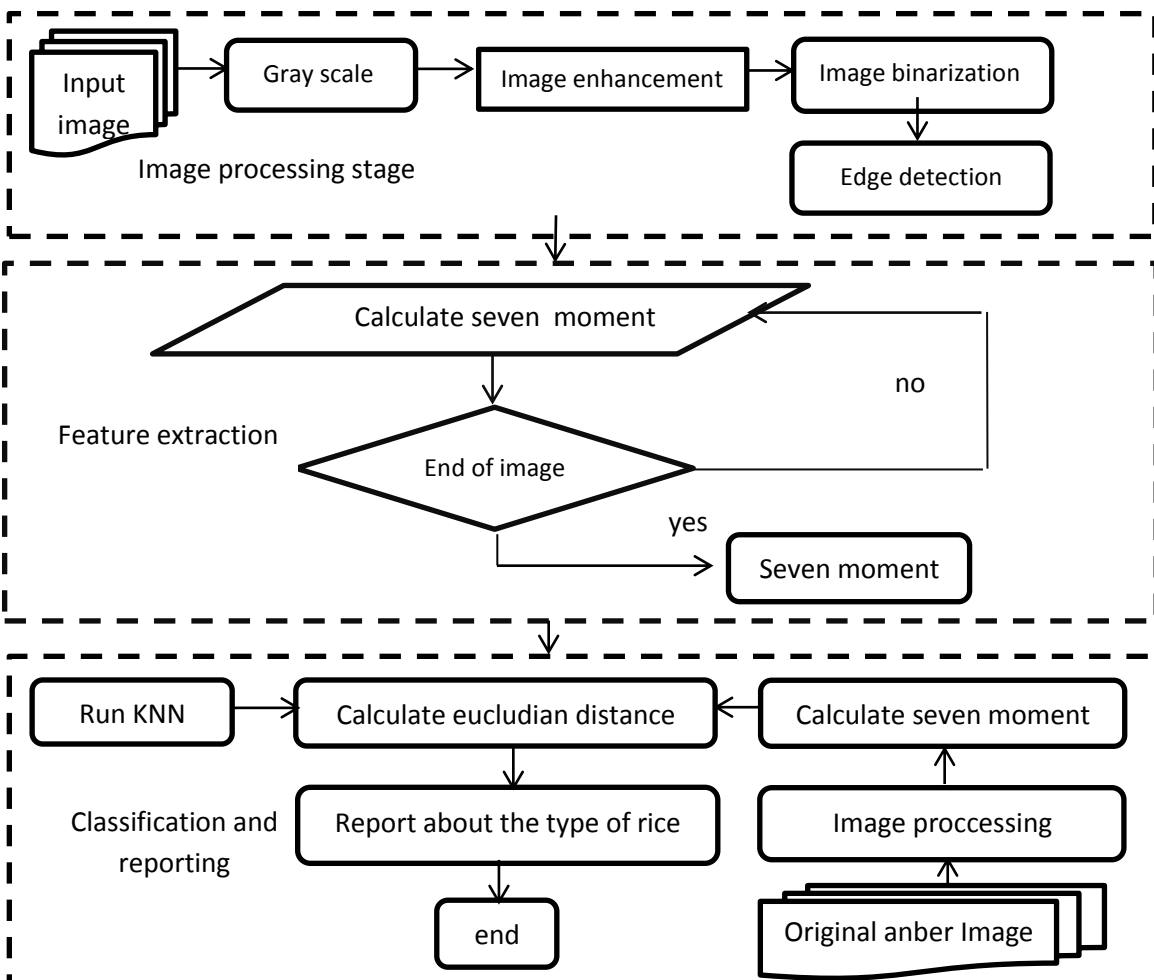 Input
image
Gray scale
Image enhancement
Image binarization
Edge detection
Image processing stage
Calculate seven moment
no
Feature extraction
End of image
yes
Seven moment
Run KNN
Calculate eucludian distance
Calculate seven moment
Classification and
reporting
Report about the type of rice
Image proccessing
end
Original anber Image